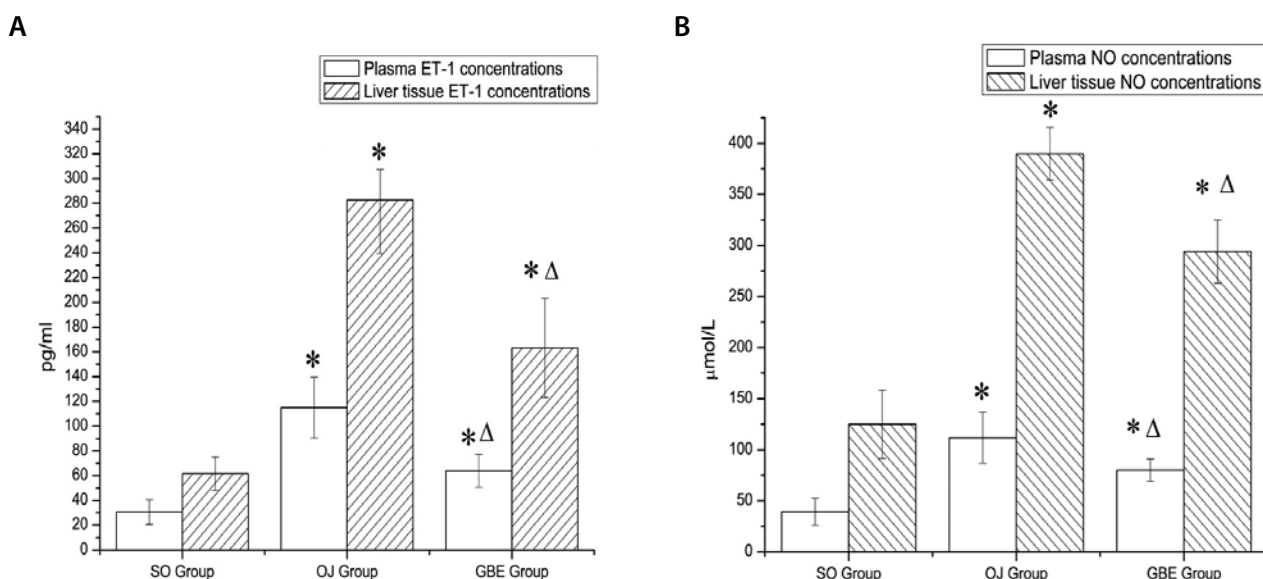 A
Plasma ET-1 concentrations
Liver tissue ET-1 concentrations
pg/ml
340
320
300
280
260
240
220
200
180
160
140
120
100
80
60
40
20
0
*
*
* Δ
* Δ
SO Group
OJ Group
GBE Group
B
Plasma NO concentrations
Liver tissue NO concentrations
μmol/L
400
350
300
250
200
150
100
50
0
*
*
* Δ
* Δ
SO Group
OJ Group
GBE Group